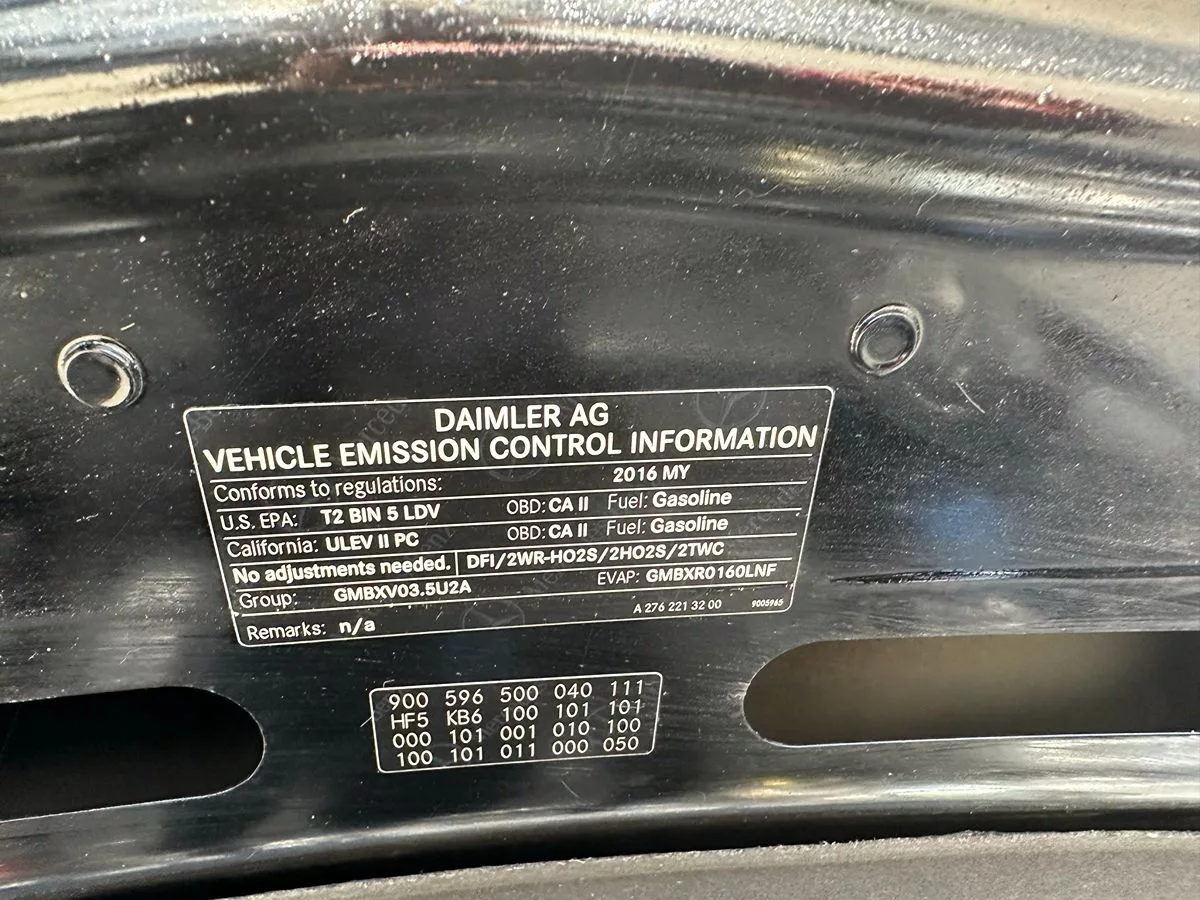 DAIMLER AG
VEHICLE EMISSION CONTROL INFORMATION
Conforms to regulations: 2016 MY
U.S. EPA: T2 BIN 5 LDV OBD: CA II Fuel: Gasoline
California: ULEV II PC OBD: CA II Fuel: Gasoline
No adjustments needed. DFI/2WR-HO2S/2HO2S/2TWC
Group: GMBXV03.5U2A EVAP: GMBXR0160LNF
Remarks: n/a A 276 221 32 00 9005965
900 596 500 040 111
HF5 KB6 100 101 101
000 101 001 010 100
100 101 011 000 050